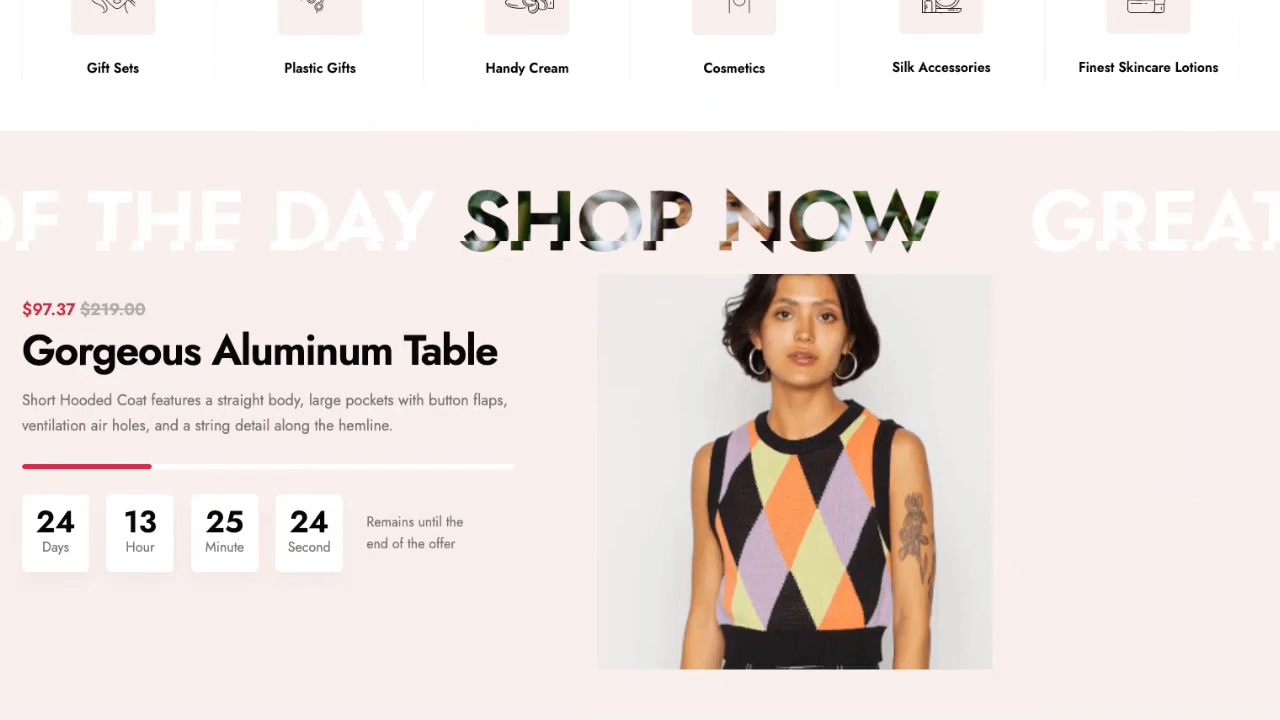 Gift Sets
Plastic Gifts
Handy Cream
Cosmetics
Silk Accessories
Finest Skincare Lotions
OF THE DAY SHOP NOW GREAT
$97.37 $219.00
Gorgeous Aluminum Table
Short Hooded Coat features a straight body, large pockets with button flaps,
ventilation air holes, and a string detail along the hemline.
24 13 25 24
Days Hour Minute Second
Remains until the
end of the offer